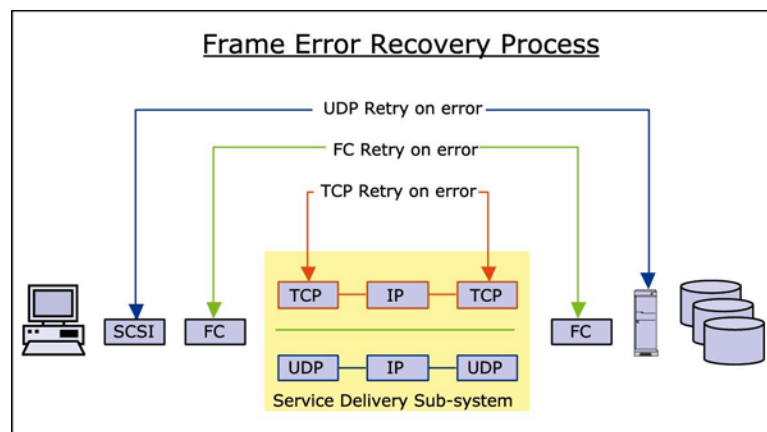 Frame Error Recovery Process
UDP Retry on error
FC Retry on error
TCP Retry on error
TCP
IP
TCP
SCSI
FC
FC
UDP
IP
UDP
Service Delivery Sub-system